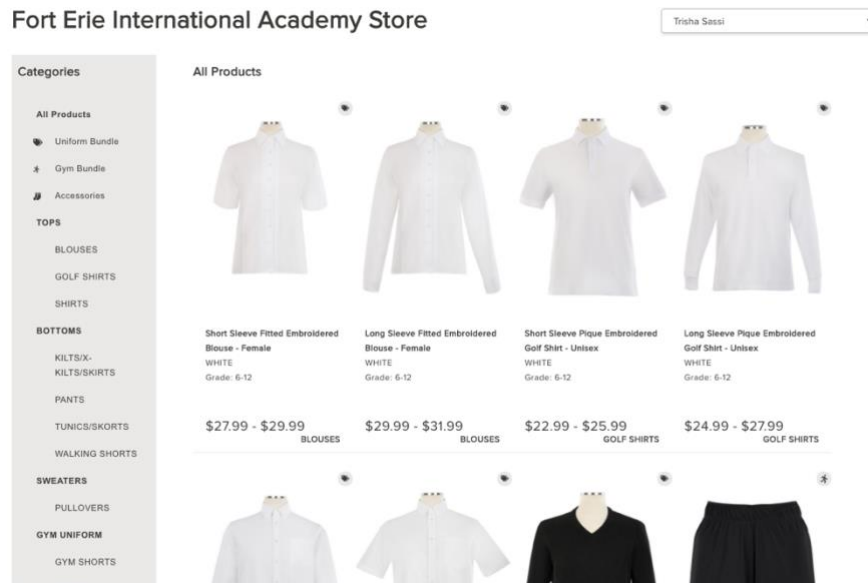 Fort Erie International Academy Store
Trisha Sassi
Categories
All Products
Uniform Bundle
Gym Bundle
Accessories
TOPS
BLOUSES
GOLF SHIRTS
SHIRTS
BOTTOMS
KILTS/X-
KILTS/SKIRTS
PANTS
TUNICS/SKORTS
WALKING SHORTS
SWEATERS
PULLOVERS
GYM UNIFORM
GYM SHORTS
All Products
Short Sleeve Fitted Embroidered
Blouse - Female
WHITE
Grade: 6-12
$27.99 - $29.99
BLOUSES
Long Sleeve Fitted Embroidered
Blouse - Female
WHITE
Grade: 6-12
$29.99 - $31.99
BLOUSES
Short Sleeve Pique Embroidered
Golf Shirt - Unisex
WHITE
Grade: 6-12
$22.99 - $25.99
GOLF SHIRTS
Long Sleeve Pique Embroidered
Golf Shirt - Unisex
WHITE
Grade: 6-12
$24.99 - $27.99
GOLF SHIRTS